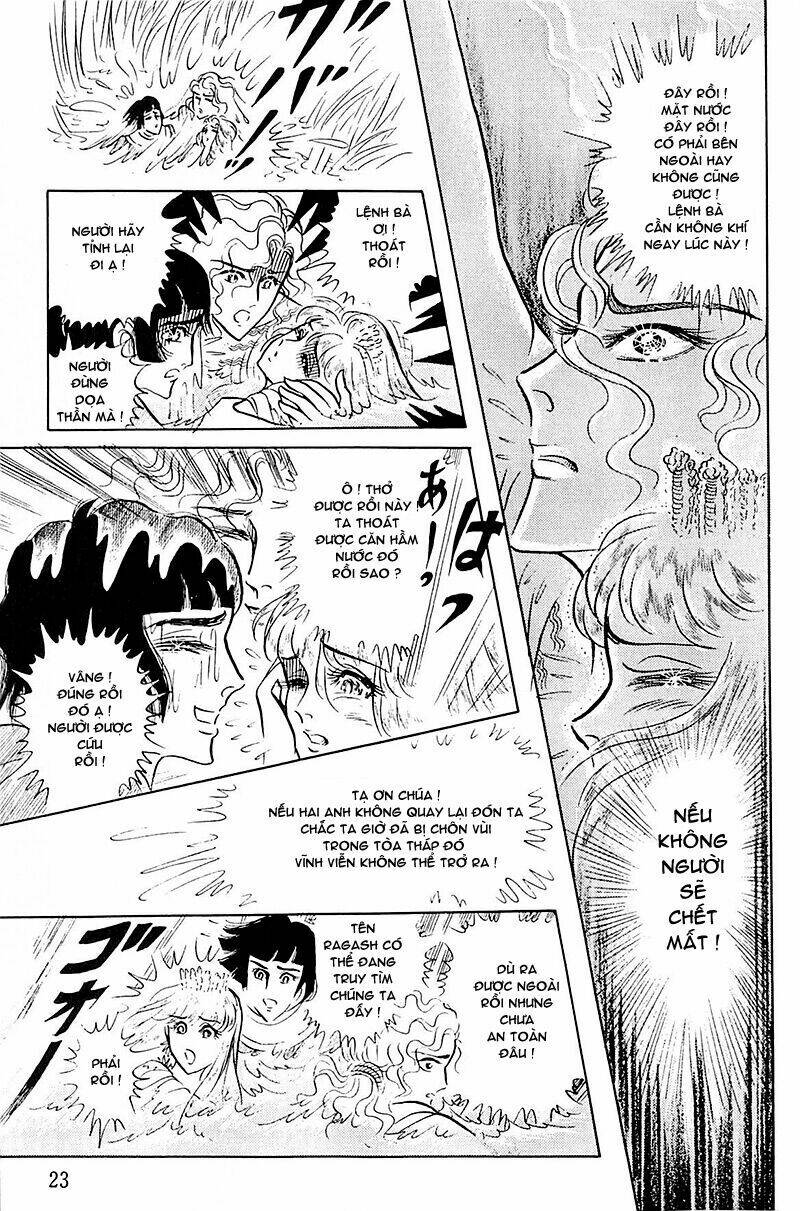 ĐÂY RỒI !
MẶT NƯỚC
ĐÂY RỒI !
CÓ PHẢI BÊN
NGOÀI HAY
KHÔNG CŨNG
ĐƯỢC !
LỆNH BÀ
CẦN KHÔNG KHÍ
NGAY LÚC NÀY !
NẾU
KHÔNG
NGƯỜI
SẼ
CHẾT
MẤT !
ザバッ
LỆNH BÀ
ƠI !
THOÁT
RỒI !
NGƯỜI HÃY
TỈNH LẠI
ĐI Ạ !
NGƯỜI
ĐỪNG
DỌA
THẦN MÀ !
はあーっ
Ô ! THỞ
ĐƯỢC RỒI NÀY !
TA THOÁT
ĐƯỢC CĂN HẦM
NƯỚC ĐÓ
RỒI SAO ?
VÂNG !
ĐÚNG RỒI
ĐÓ Ạ !
NGƯỜI ĐƯỢC
CỨU
RỒI !
TẠ ƠN CHÚA !
NẾU HAI ANH KHÔNG QUAY LẠI ĐÓN TA
CHẮC TA GIỜ ĐÃ BỊ CHÔN VÙI
TRONG TÒA THÁP ĐÓ
VĨNH VIỄN KHÔNG THỂ TRỞ RA !
DÙ RA
ĐƯỢC NGOÀI
RỒI NHƯNG
CHƯA
AN TOÀN
ĐÂU !
TÊN
RAGASH CÓ
THỂ ĐANG
TRUY TÌM
CHÚNG TA
ĐẤY !
PHẢI
RỒI !
ゴオー
23